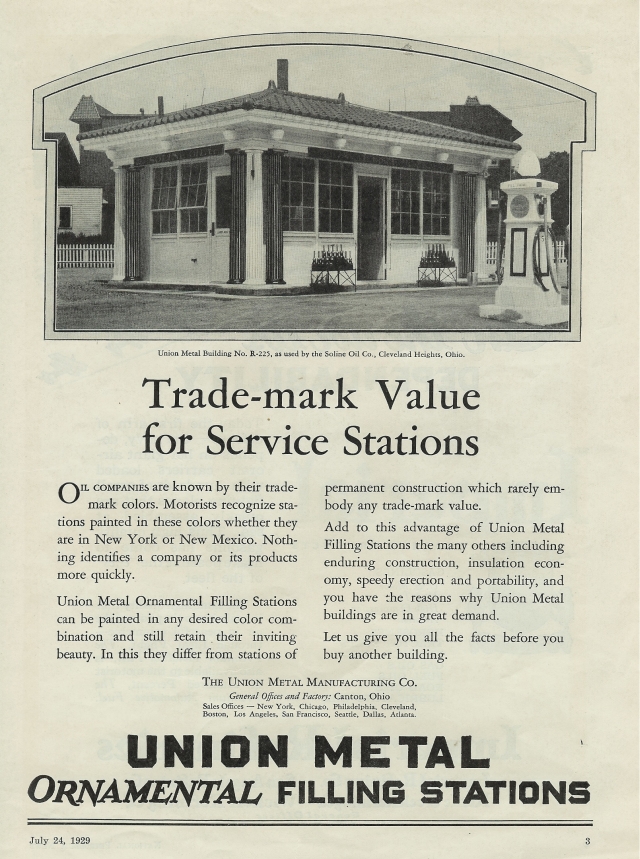 Union Metal Building No. R-225, as used by the Soline Oil Co., Cleveland Heights, Ohio.
Trade-mark Value
for Service Stations
OIL COMPANIES are known by their trade-
mark colors. Motorists recognize sta-
tions painted in these colors whether they
are in New York or New Mexico. Noth-
ing identifies a company or its products
more quickly.
Union Metal Ornamental Filling Stations
can be painted in any desired color com-
bination and still retain their inviting
beauty. In this they differ from stations of
permanent construction which rarely em-
body any trade-mark value.
Add to this advantage of Union Metal
Filling Stations the many others including
enduring construction, insulation econ-
omy, speedy erection and portability, and
you have the reasons why Union Metal
buildings are in great demand.
Let us give you all the facts before you
buy another building.
THE UNION METAL MANUFACTURING CO.
General Offices and Factory: Canton, Ohio
Sales Offices — New York, Chicago, Philadelphia, Cleveland,
Boston, Los Angeles, San Francisco, Seattle, Dallas, Atlanta.
UNION METAL
ORNAMENTAL FILLING STATIONS
July 24, 1929
3